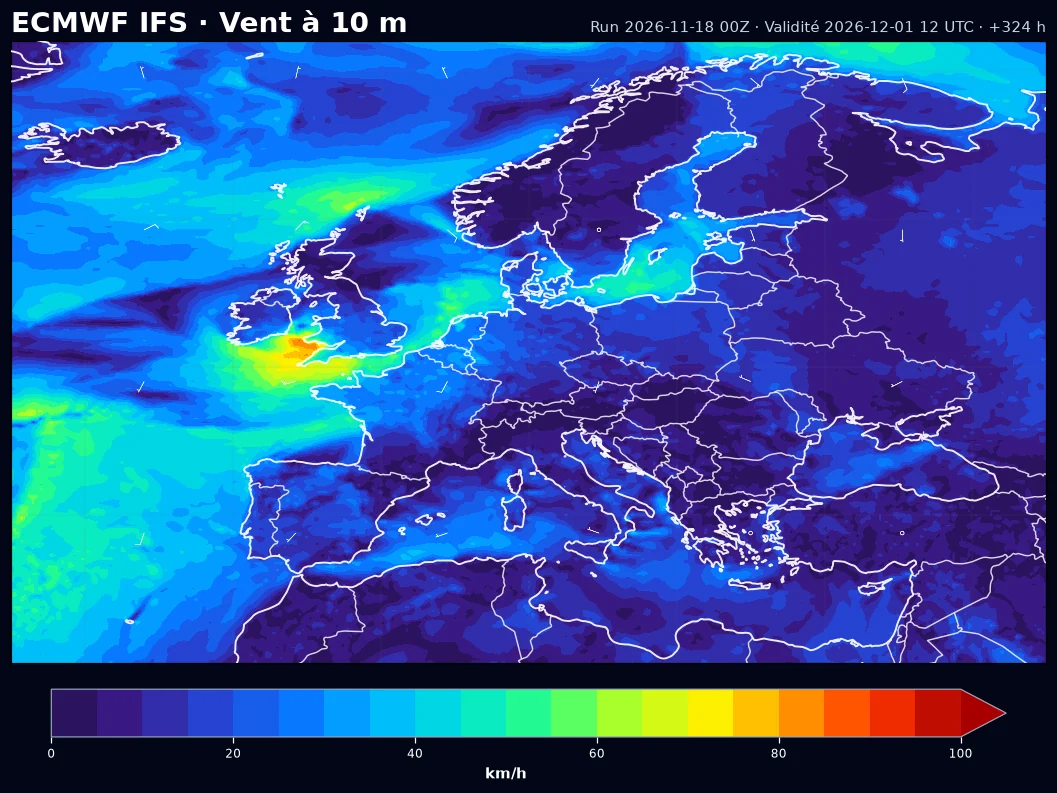 ECMWF IFS · Vent à 10 m
Run 2026-11-18 00Z · Validité 2026-12-01 12 UTC · +324 h
0 20 40 60 80 100
km/h